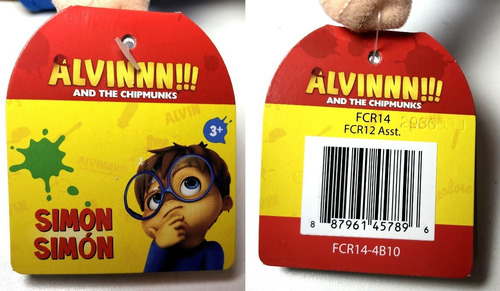 ALVINNN!!!
AND THE CHIPMUNKS
3+
SIMON
SIMÓN
ALVINNN!!!
AND THE CHIPMUNKS
FCR14
FCR12 Asst.
8 87961 45789 6
FCR14-4B10